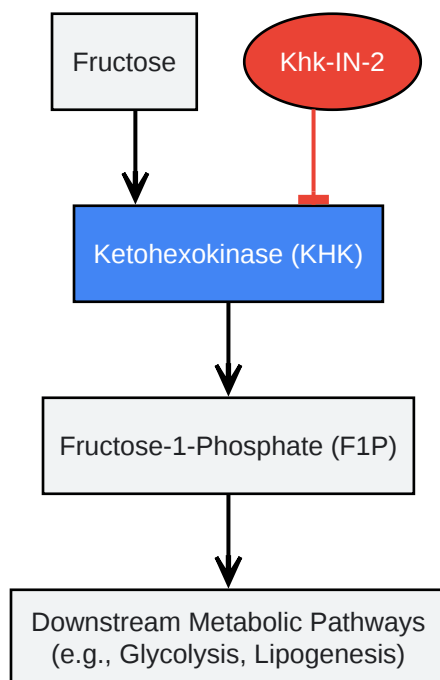 Fructose
Khk-IN-2
Ketohexokinase (KHK)
Fructose-1-Phosphate (F1P)
Downstream Metabolic Pathways
(e.g., Glycolysis, Lipogenesis)